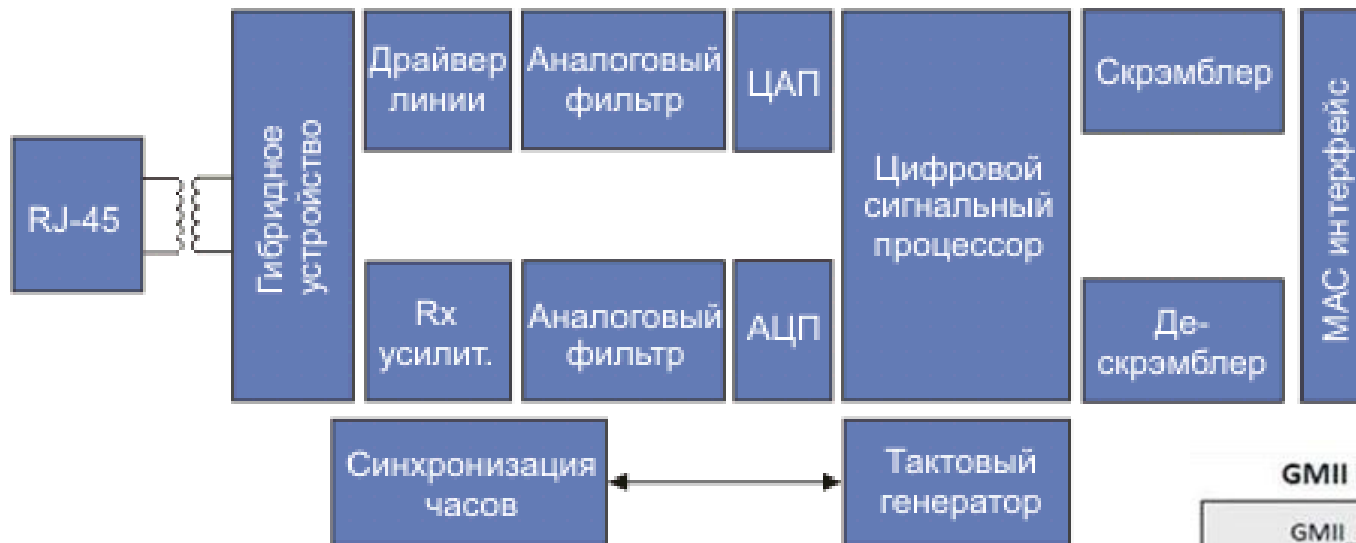 RJ-45
Гибридное
устройство
Драйвер
линии
Аналоговый
фильтр
ЦАП
Rx
усилит.
Аналоговый
фильтр
АЦП
Цифровой
сигнальный
процессор
Скрэмблер
Де-
скрэмблер
MAC интерфейс
Синхронизация
часов
Тактовый
генератор
GMII
GMII